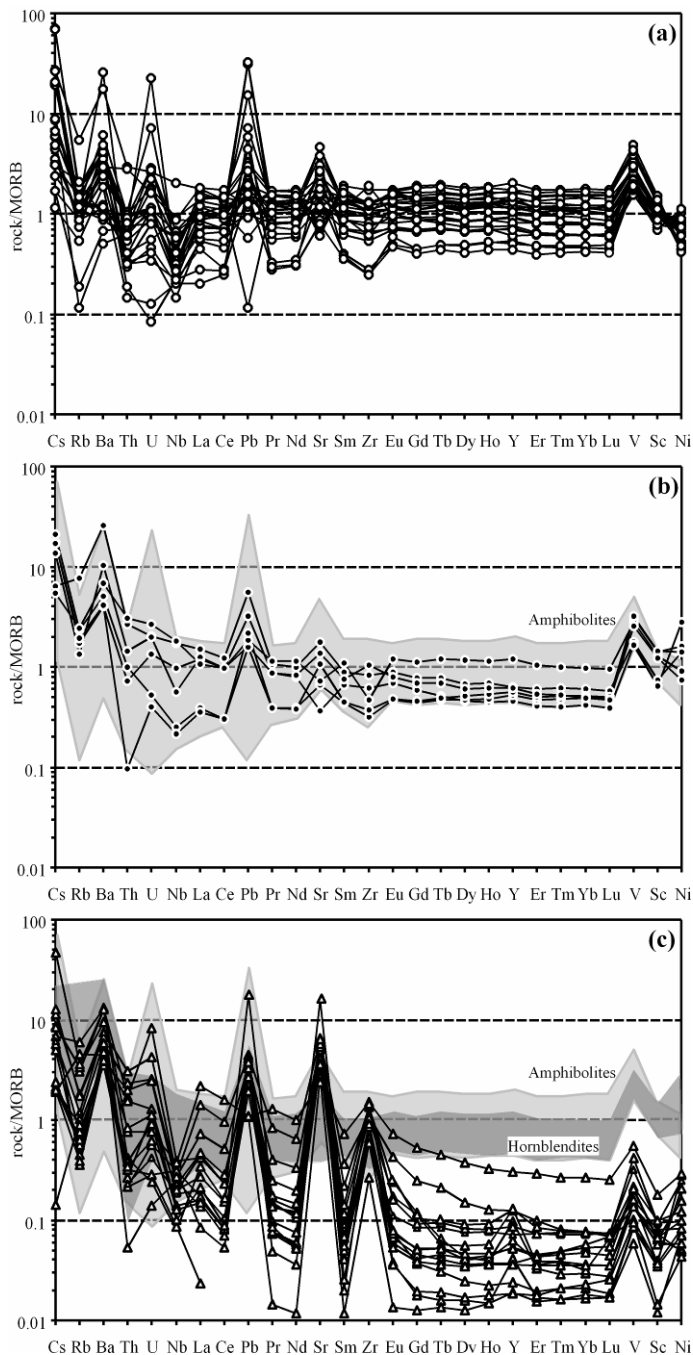 (a)
100
10
1
0.1
0.01
rock/MORB
Cs Rb Ba Th U Nb La Ce Pb Pr Nd Sr Sm Zr Eu Gd Tb Dy Ho Y Er Tm Yb Lu V Sc Ni
(b)
100
10
1
0.1
0.01
rock/MORB
Amphibolites
Cs Rb Ba Th U Nb La Ce Pb Pr Nd Sr Sm Zr Eu Gd Tb Dy Ho Y Er Tm Yb Lu V Sc Ni
(c)
100
10
1
0.1
0.01
rock/MORB
Amphibolites
Hornblendites
Cs Rb Ba Th U Nb La Ce Pb Pr Nd Sr Sm Zr Eu Gd Tb Dy Ho Y Er Tm Yb Lu V Sc Ni